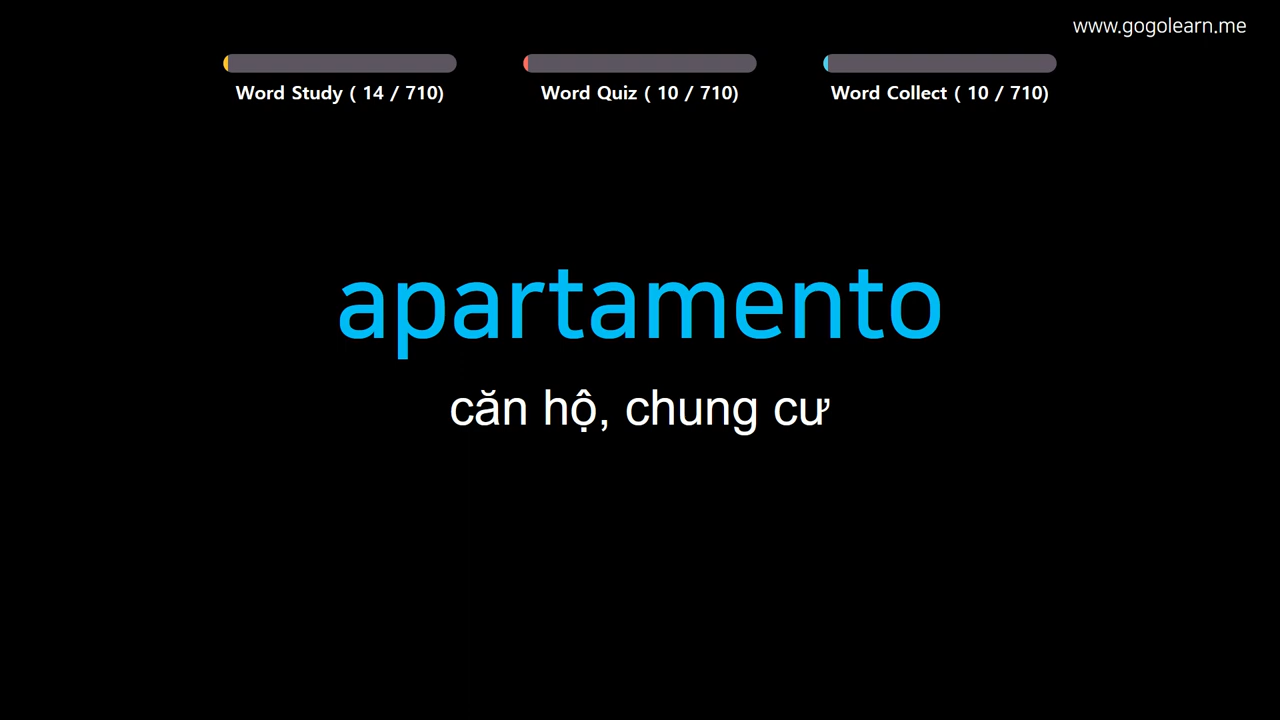 www.gogolearn.me
Word Study ( 14 / 710)
Word Quiz ( 10 / 710)
Word Collect ( 10 / 710)
apartamento
căn hộ, chung cư